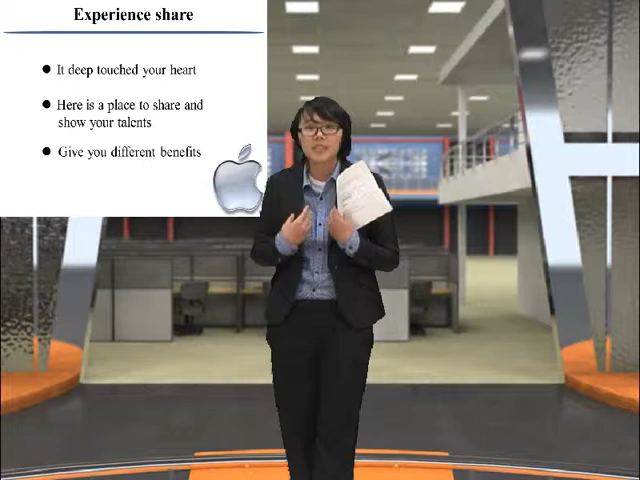 Experience share
It deep touched your heart
Here is a place to share and
show your talents
Give you different benefits